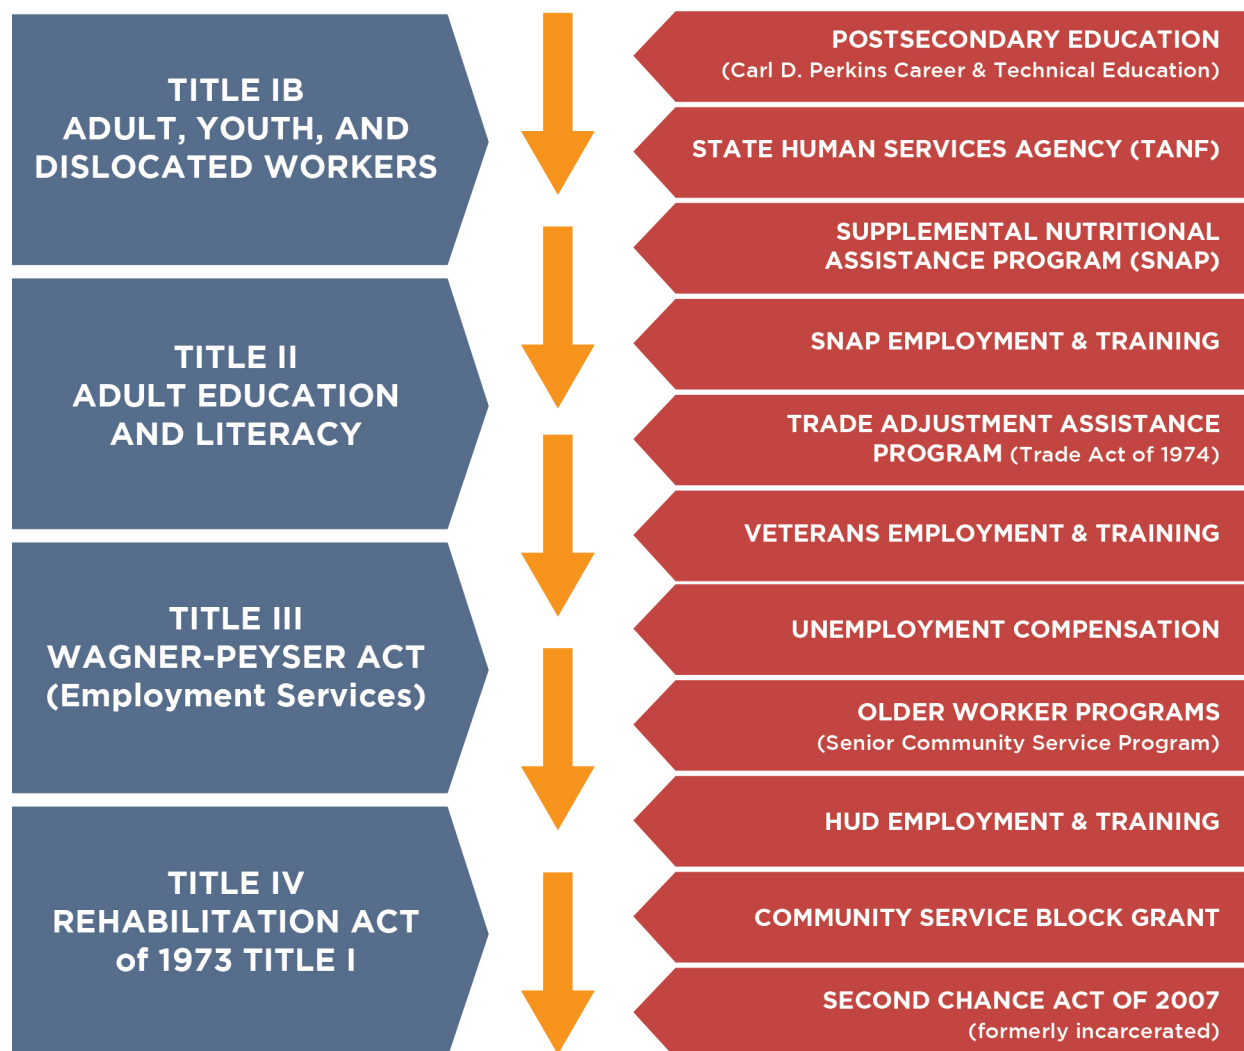 TITLE IB
ADULT, YOUTH, AND
DISLOCATED WORKERS
TITLE II
ADULT EDUCATION
AND LITERACY
TITLE III
WAGNER-PEYSER ACT
(Employment Services)
TITLE IV
REHABILITATION ACT
of 1973 TITLE I
POSTSECONDARY EDUCATION
(Carl D. Perkins Career & Technical Education)
STATE HUMAN SERVICES AGENCY (TANF)
SUPPLEMENTAL NUTRITIONAL
ASSISTANCE PROGRAM (SNAP)
SNAP EMPLOYMENT & TRAINING
TRADE ADJUSTMENT ASSISTANCE
PROGRAM (Trade Act of 1974)
VETERANS EMPLOYMENT & TRAINING
UNEMPLOYMENT COMPENSATION
OLDER WORKER PROGRAMS
(Senior Community Service Program)
HUD EMPLOYMENT & TRAINING
COMMUNITY SERVICE BLOCK GRANT
SECOND CHANCE ACT OF 2007
(formerly incarcerated)